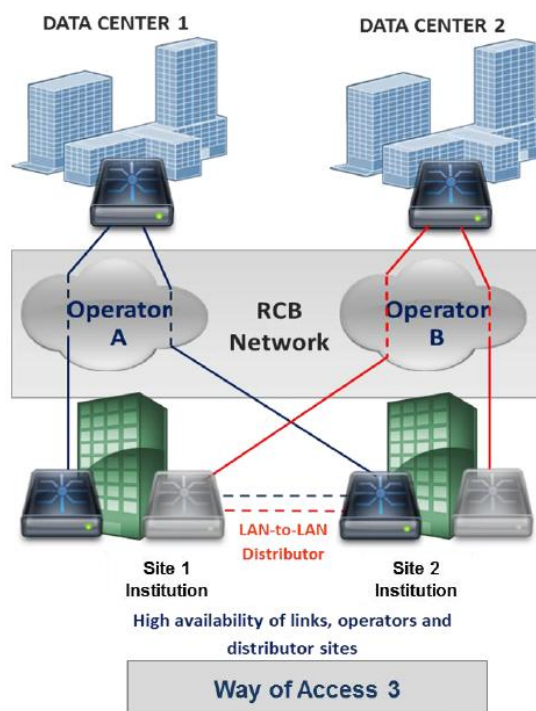 DATA CENTER 1
DATA CENTER 2
Operator
A
RCB
Network
Operator
B
LAN-to-LAN
Distributor
Site 1
Institution
Site 2
Institution
High availability of links, operators and
distributor sites
Way of Access 3